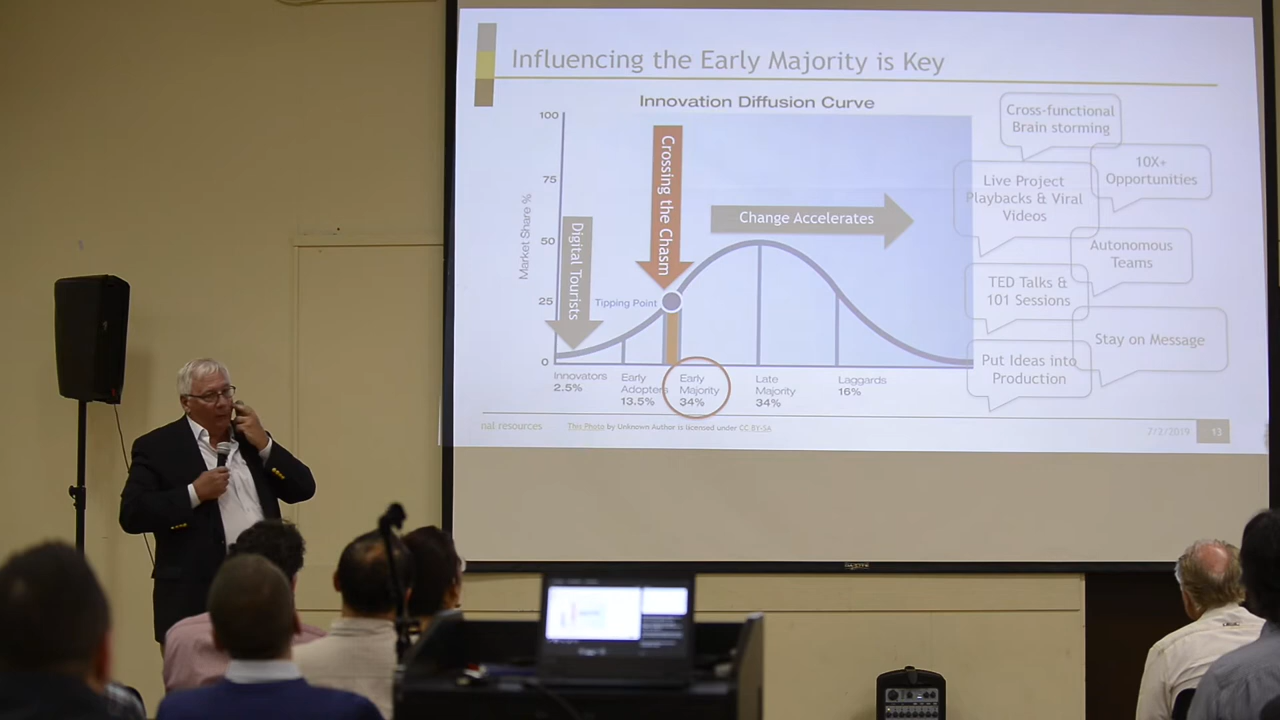 Influencing the Early Majority is Key
Innovation Diffusion Curve
100
75
50
25
0
Market Share %
Digital Tourists
Crossing the Chasm
Change Accelerates
Tipping Point
Innovators
2.5%
Early
Adopters
13.5%
Early
Majority
34%
Late
Majority
34%
Laggards
16%
Cross-functional
Brain storming
10X+
Opportunities
Live Project
Playbacks & Viral
Videos
Autonomous
Teams
TED Talks &
101 Sessions
Stay on Message
Put Ideas into
Production
nal resources
This Photo by Unknown Author is licensed under CC BY-SA
2/2/2019
13